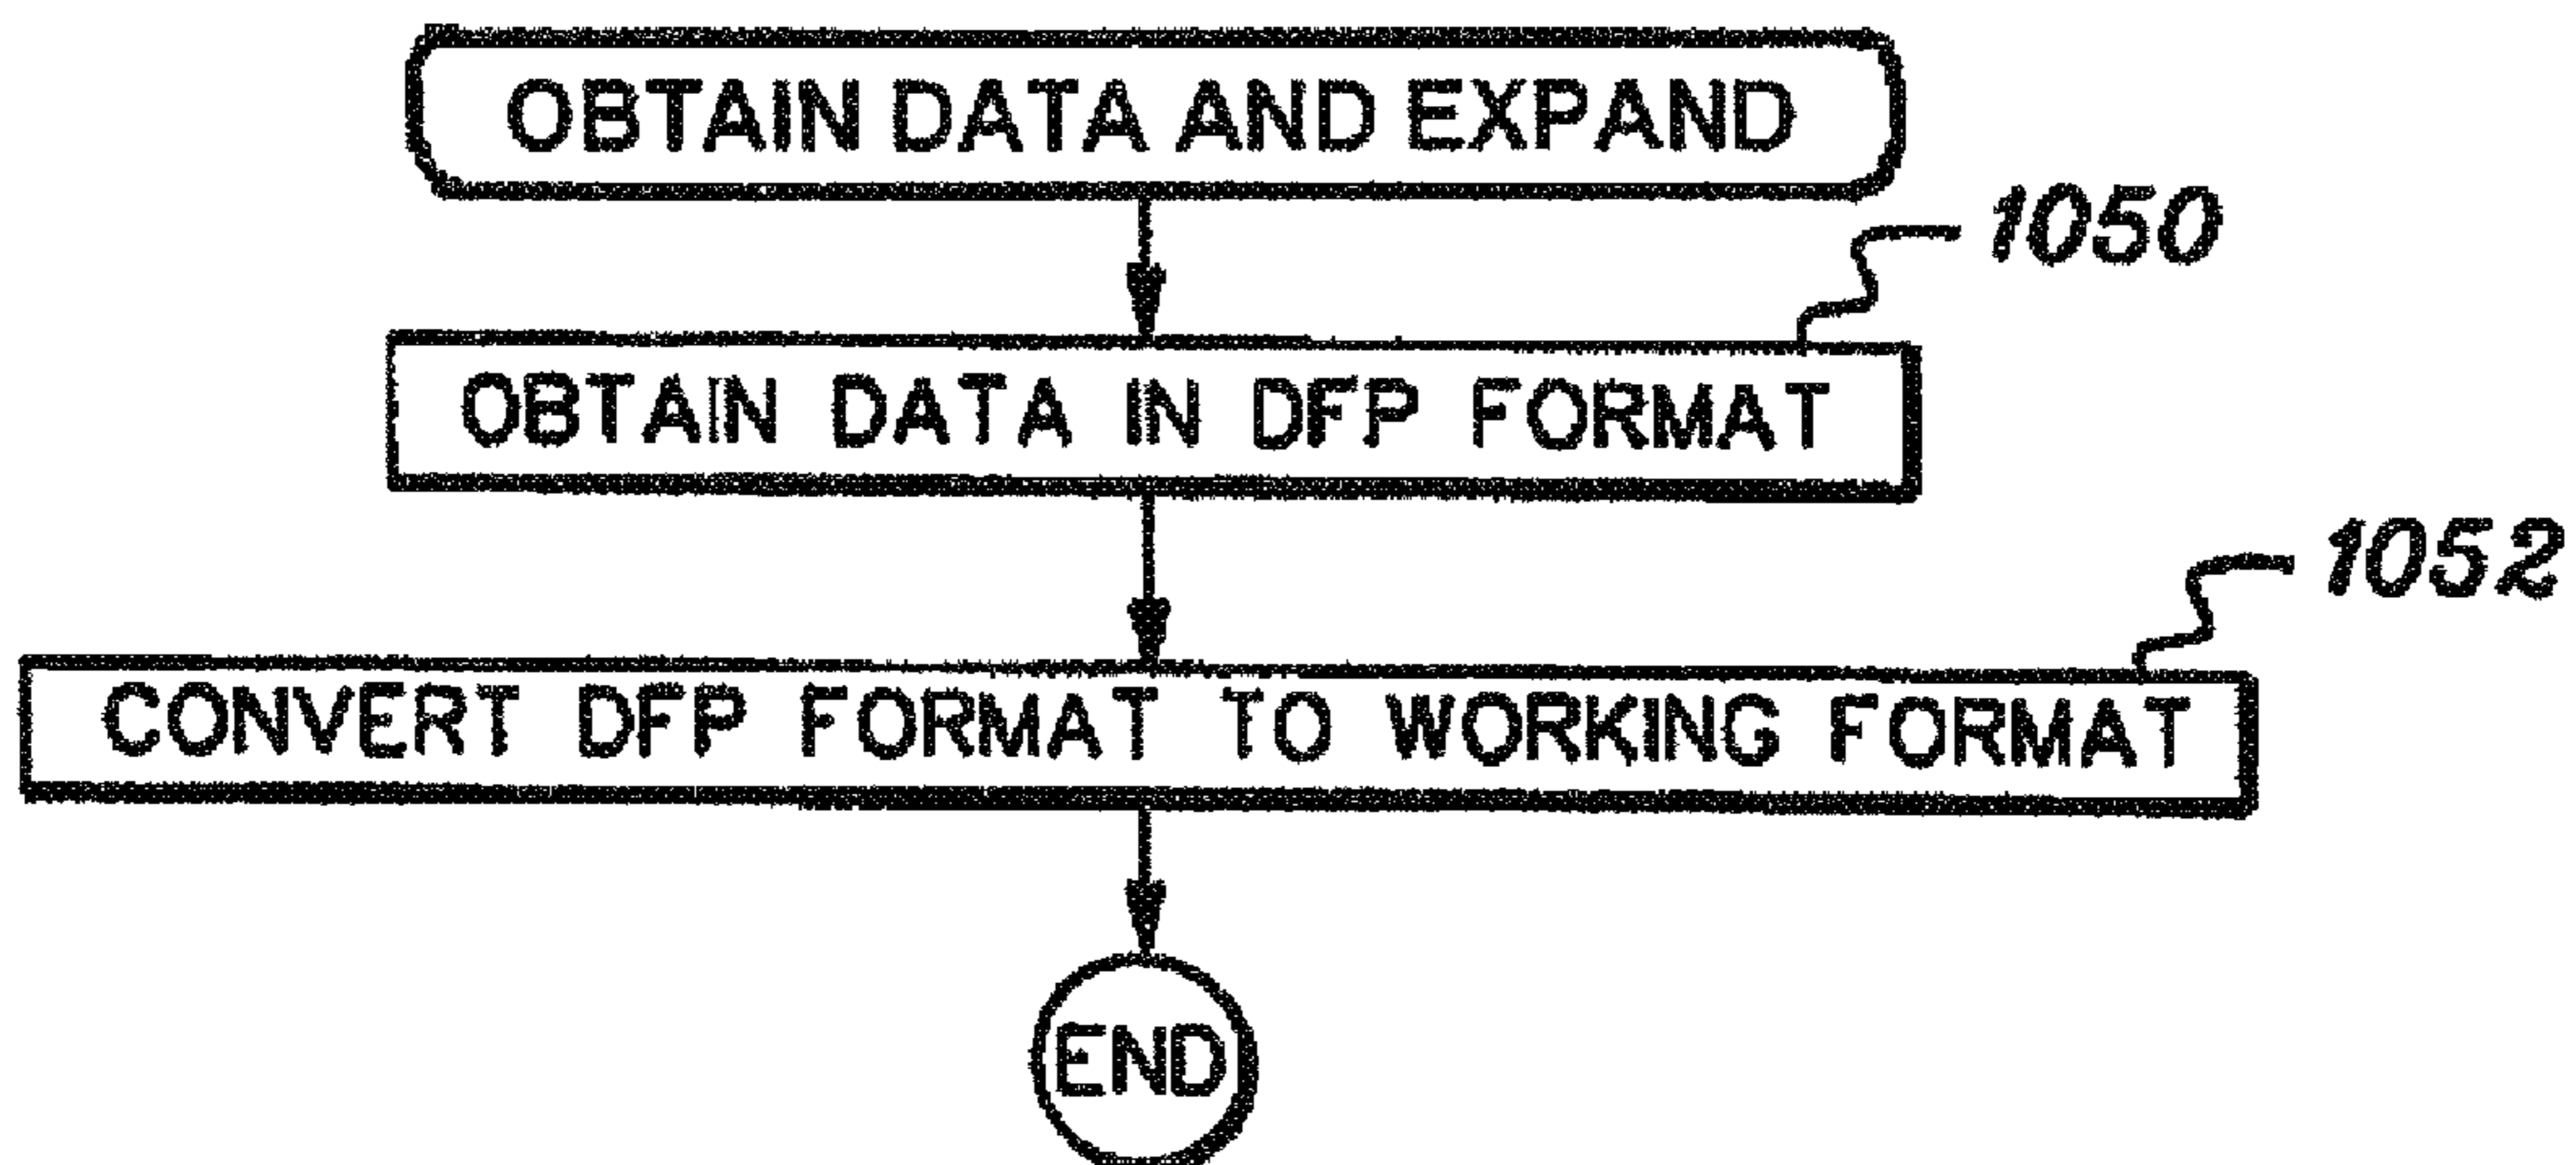 OBTAIN DATA AND EXPAND
1050
OBTAIN DATA IN DFP FORMAT
1052
CONVERT DFP FORMAT TO WORKING FORMAT
END